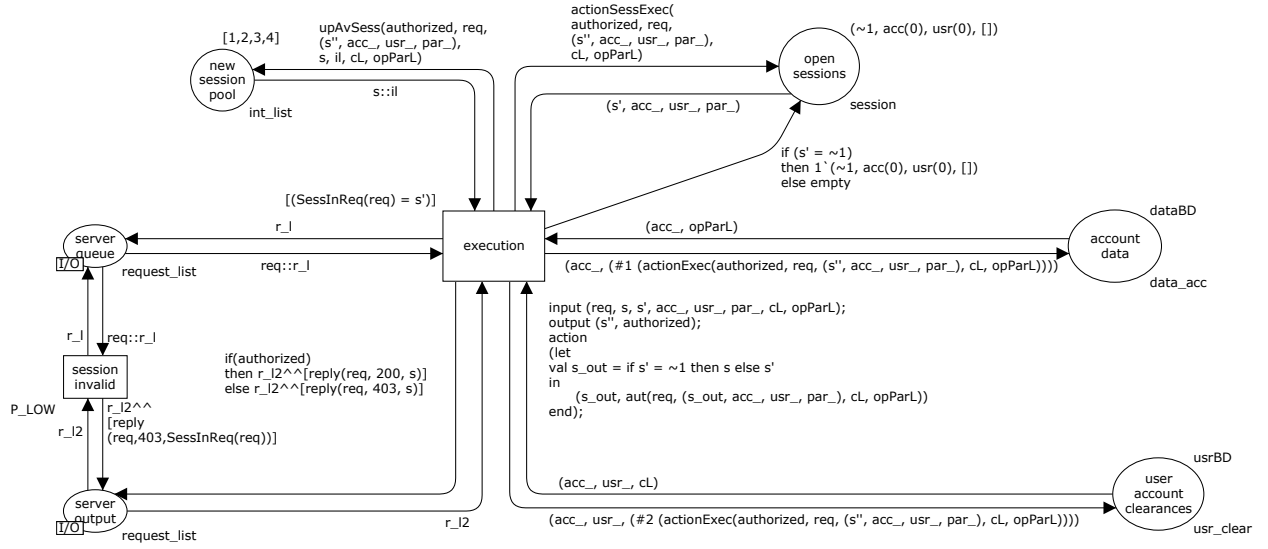 upAvSess(authorized, req,
(s'', acc_, usr_, par_),
s, il, cL, opParL)
[1,2,3,4]
new
session
pool
s::il
int_list
actionSessExec(
authorized, req,
(s'', acc_, usr_, par_),
cL, opParL)
(~1, acc(0), usr(0), [])
open
sessions
session
(s', acc_, usr_, par_)
if (s' = ~1)
then 1`(~1, acc(0), usr(0), [])
else empty
[(SessInReq(req) = s')]
execution
r_l
req::r_l
server
queue
I/O
request_list
(acc_, opParL)
(acc_, (#1 (actionExec(authorized, req, (s'', acc_, usr_, par_), cL, opParL))))
dataBD
account
data
data_acc
r_l
req::r_l
session
invalid
P_LOW
r_l2
r_l2^^
[reply
(req,403,SessInReq(req))]
if(authorized)
then r_l2^^[reply(req, 200, s)]
else r_l2^^[reply(req, 403, s)]
input (req, s, s', acc_, usr_, par_, cL, opParL);
output (s'', authorized);
action
(let
val s_out = if s' = ~1 then s else s'
in
(s_out, aut(req, (s_out, acc_, usr_, par_), cL, opParL))
end);
server
output
I/O
request_list
r_l2
(acc_, usr_, cL)
(acc_, usr_, (#2 (actionExec(authorized, req, (s'', acc_, usr_, par_), cL, opParL))))
usrBD
user
account
clearances
usr_clear